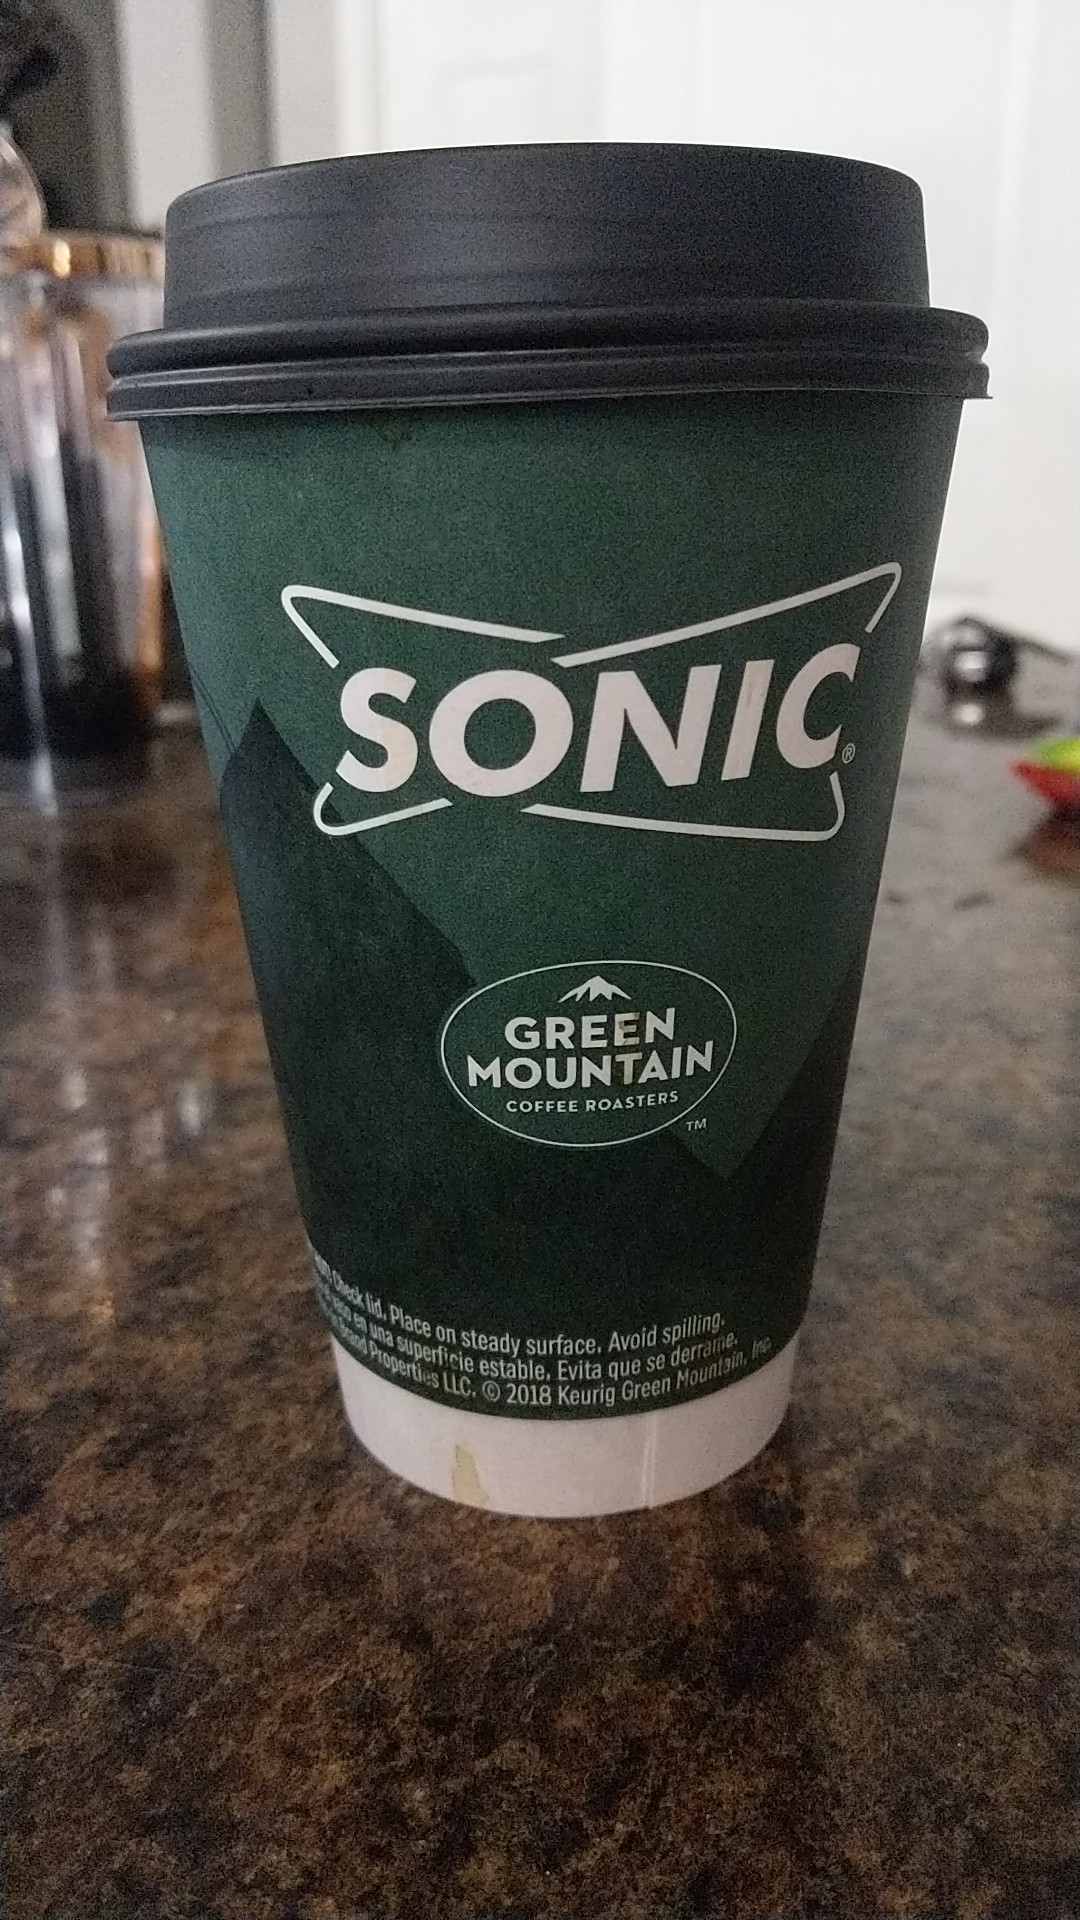 SONIC®
GREEN
MOUNTAIN
COFFEE ROASTERS
TM
Check lid. Place on steady surface. Avoid spilling.
en una superficie estable. Evita que se derrame.
Brand Properties LLC. © 2018 Keurig Green Mountain, Inc.